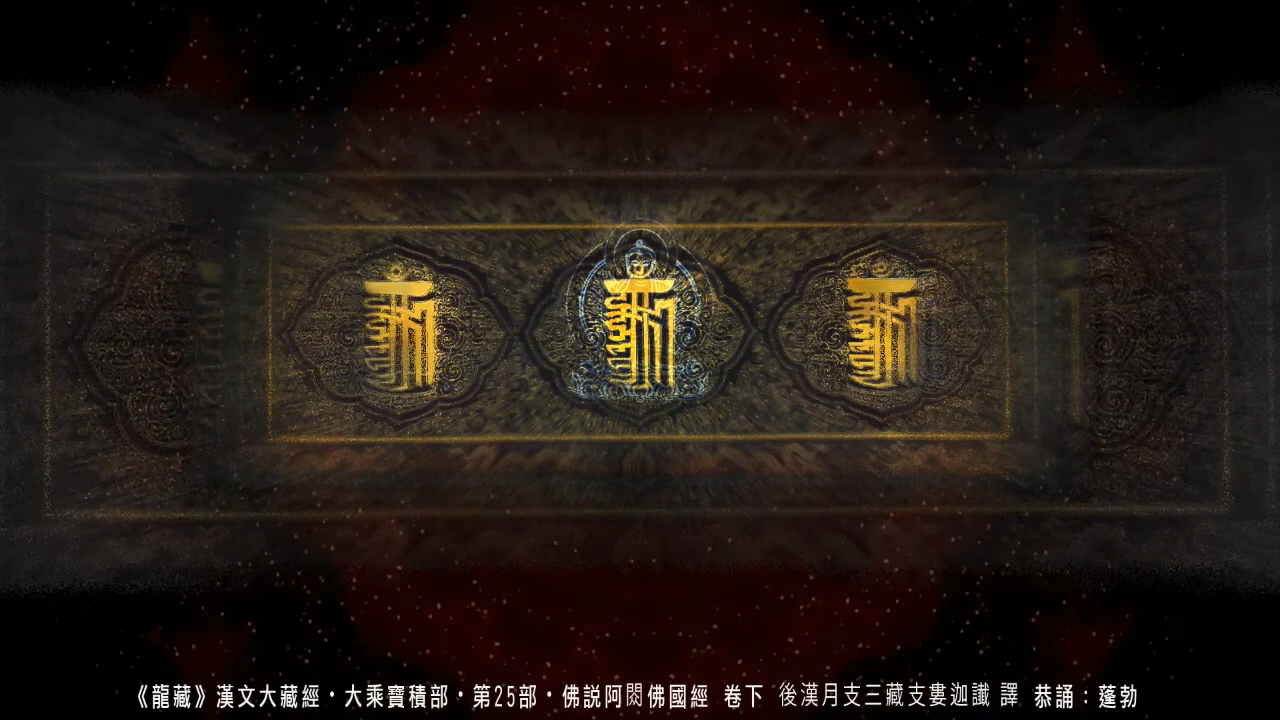 《龍藏》漢文大藏經・大乘寶積部・第25部・佛説阿閦佛國經 卷下 後漢月支三藏支婁迦讖 譯 恭誦：蓬勃